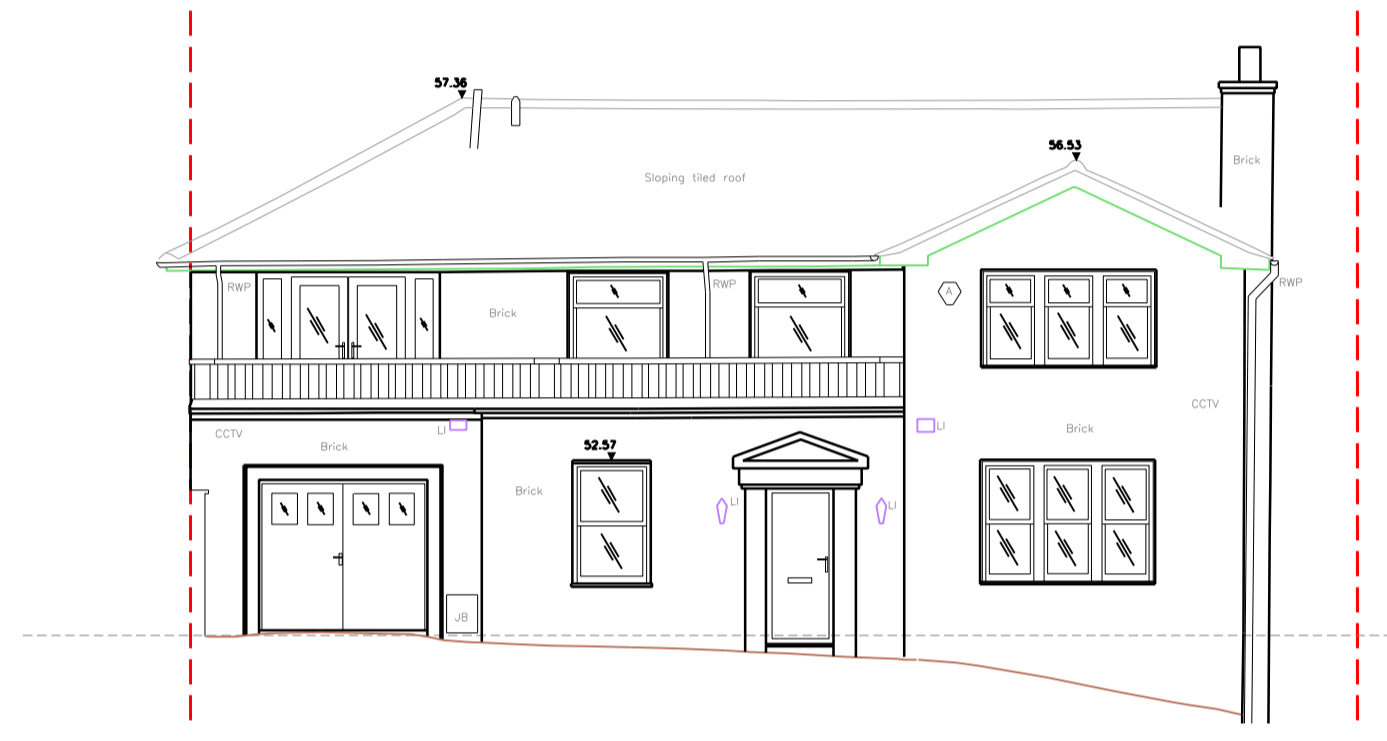 57.36
56.53
Brick
Sloping tiled roof
RWP
RWP
RWP
A
Brick
CCTV
LI
LI
Brick
CCTV
Brick
52.57
Brick
LI
LI
JB